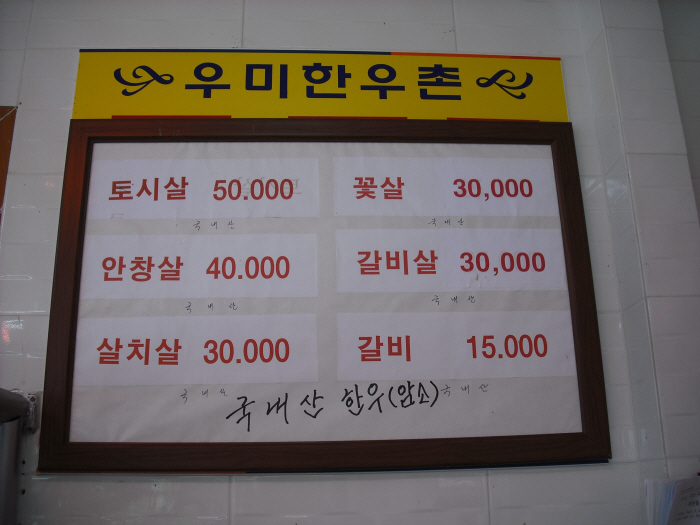 우미한우촌
토시살 50.000
국내산
안창살 40.000
국내산
살치살 30.000
국내산
꽃살 30,000
국내산
갈비살 30,000
국내산
갈비 15.000
국내산
국내산 한우(암소)